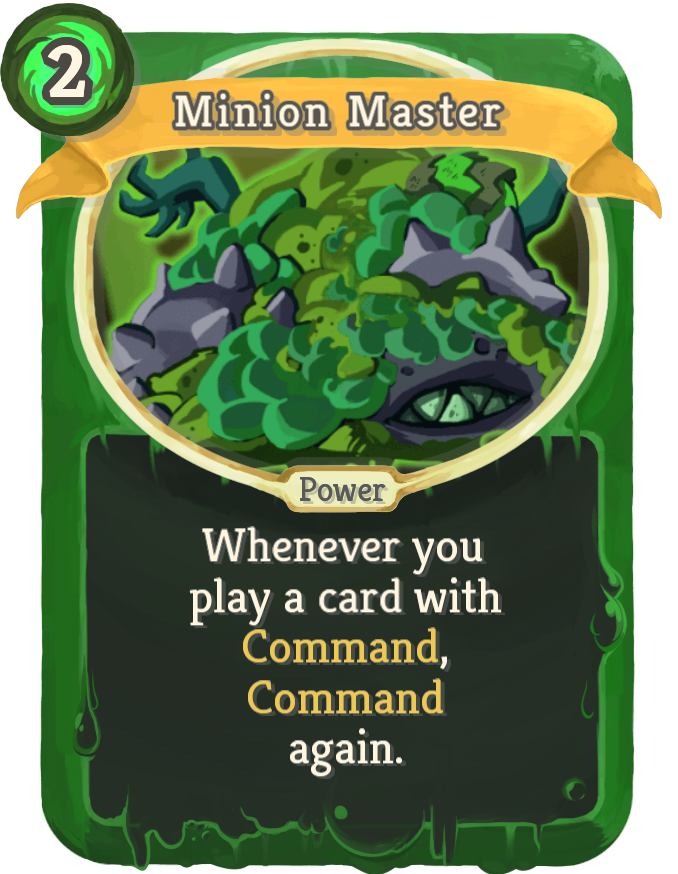 2
Minion Master
Power
Whenever you
play a card with
Command,
Command
again.